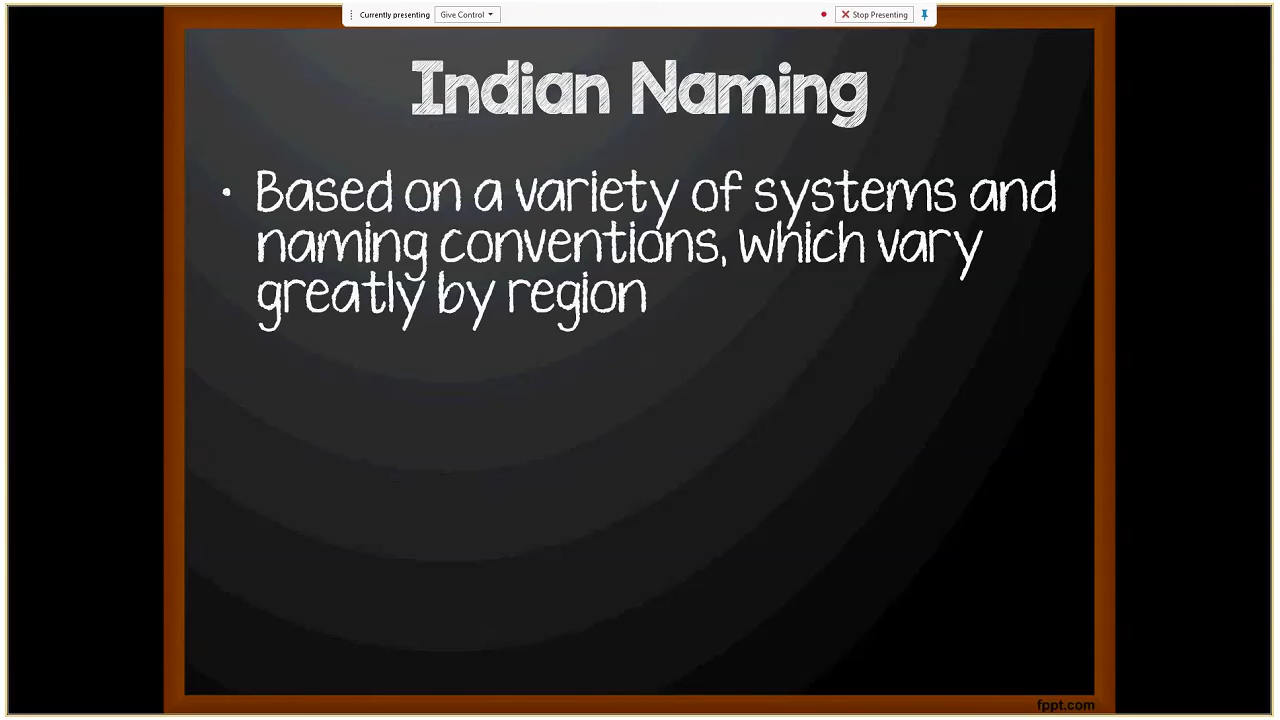 Currently presenting Give Control Stop Presenting
Indian Naming
• Based on a variety of systems and
naming conventions, which vary
greatly by region
fppt.com